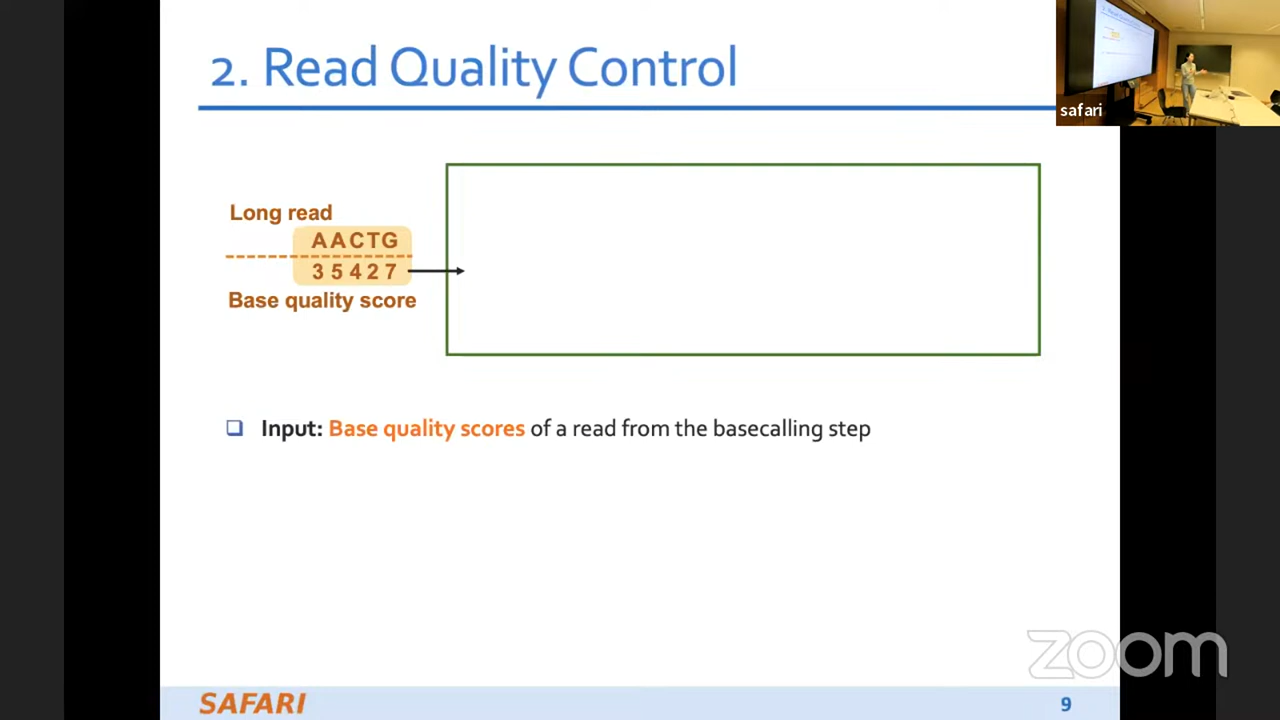 2. Read Quality Control
safari
Long read
AACTG
35427
Base quality score
❑ Input: Base quality scores of a read from the basecalling step
zoom
SAFARI
9